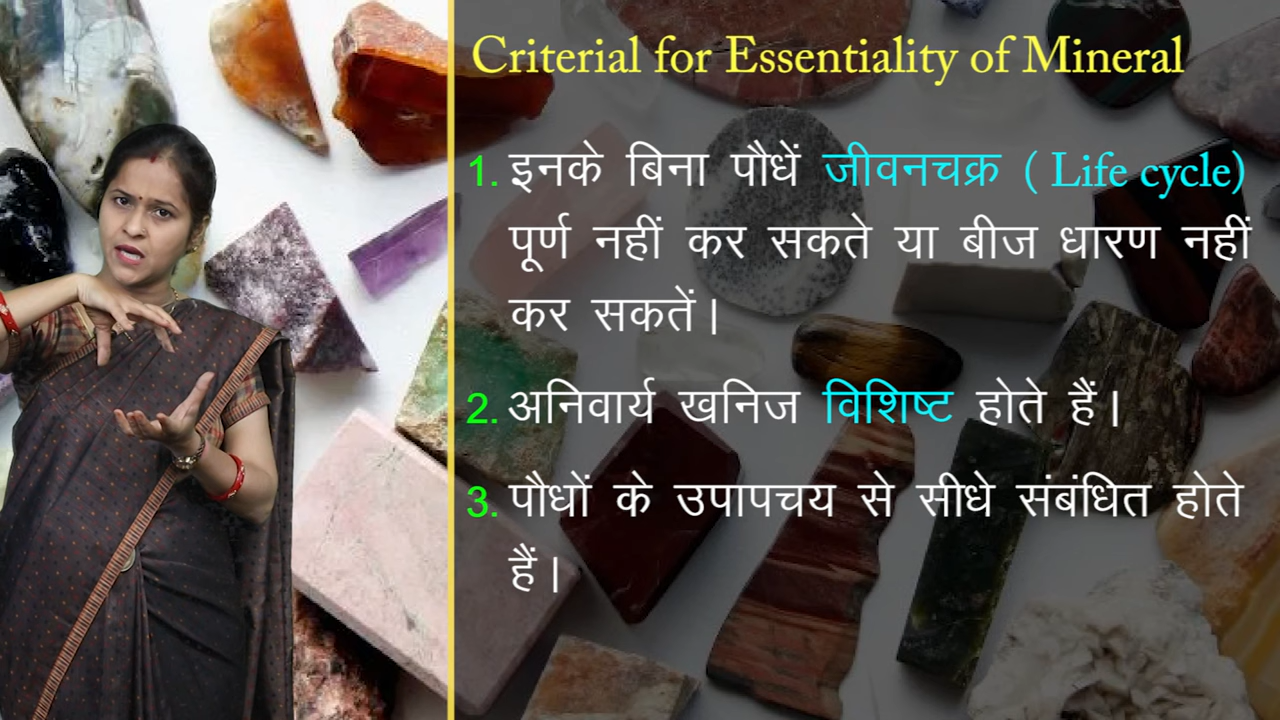 Criterial for Essentiality of Mineral
1. इनके बिना पौधें जीवनचक्र ( Life cycle)
पूर्ण नहीं कर सकते या बीज धारण नहीं
कर सकतें।
2. अनिवार्य खनिज विशिष्ट होते हैं।
3. पौधों के उपापचय से सीधे संबंधित होते
हैं।